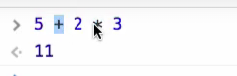 > 5 + 2 * 3
<· 11